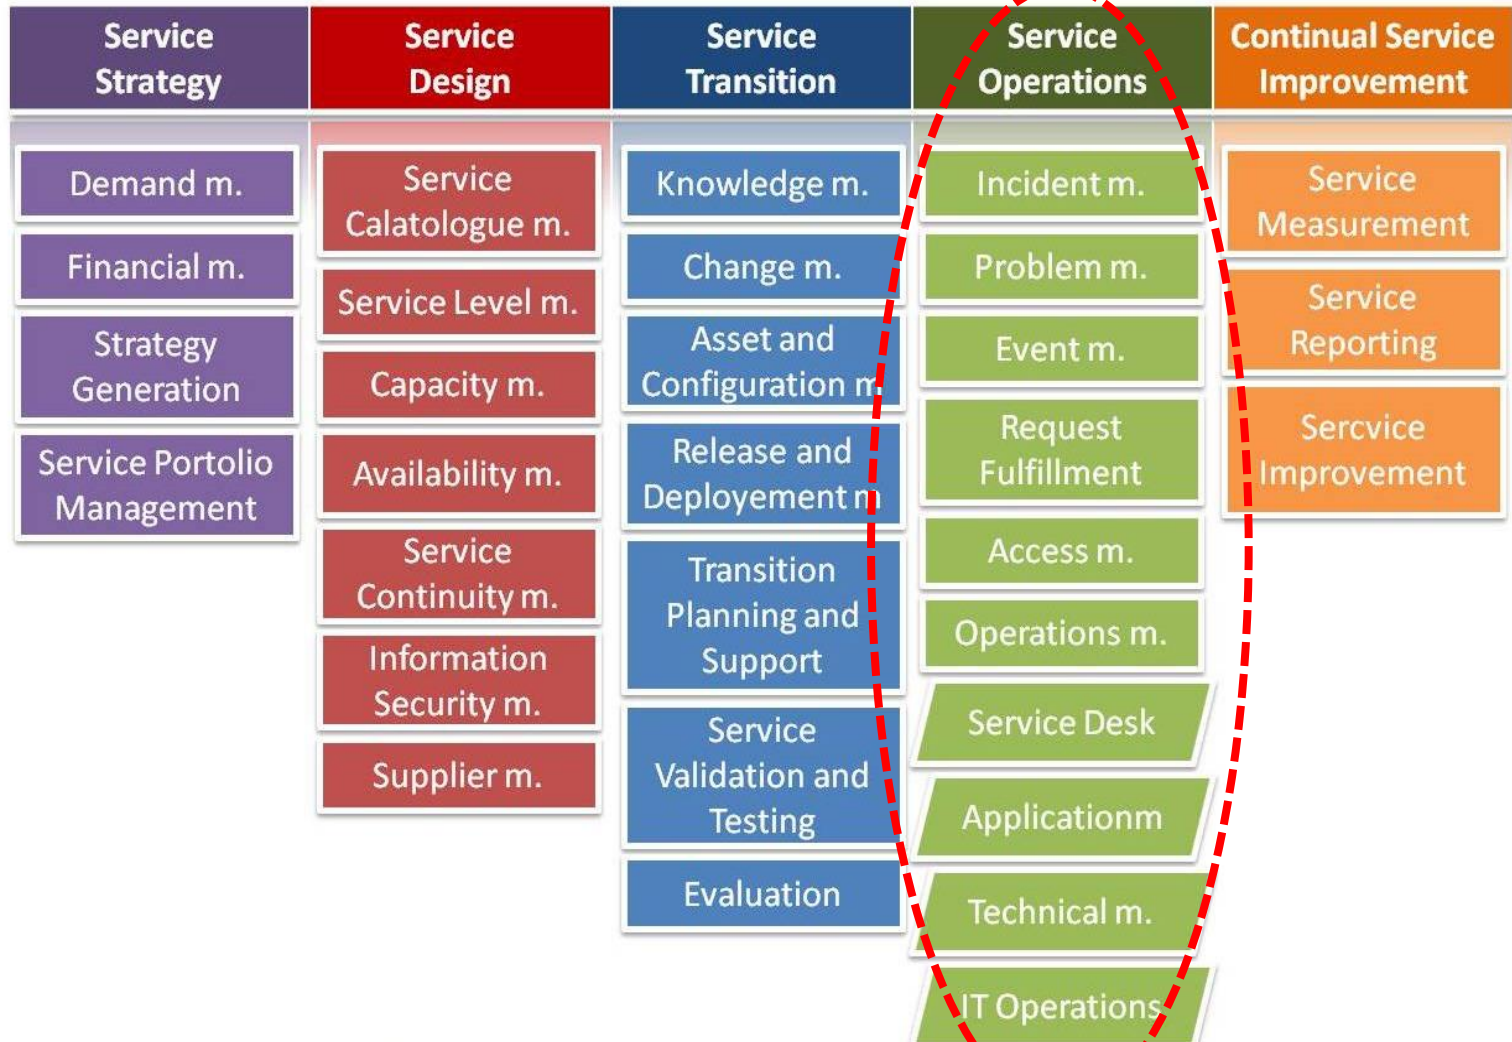 Service
Strategy
Service
Design
Service
Transition
Service
Operations
Continual Service
Improvement
Demand m.
Financial m.
Strategy
Generation
Service Portolio
Management
Service
Calatologue m.
Service Level m.
Capacity m.
Availability m.
Service
Continuity m.
Information
Security m.
Supplier m.
Knowledge m.
Change m.
Asset and
Configuration m
Release and
Deployement m
Transition
Planning and
Support
Service
Validation and
Testing
Evaluation
Incident m.
Problem m.
Event m.
Request
Fulfillment
Access m.
Operations m.
Service Desk
Applicationm
Technical m.
IT Operations
Service
Measurement
Service
Reporting
Sercvice
Improvement